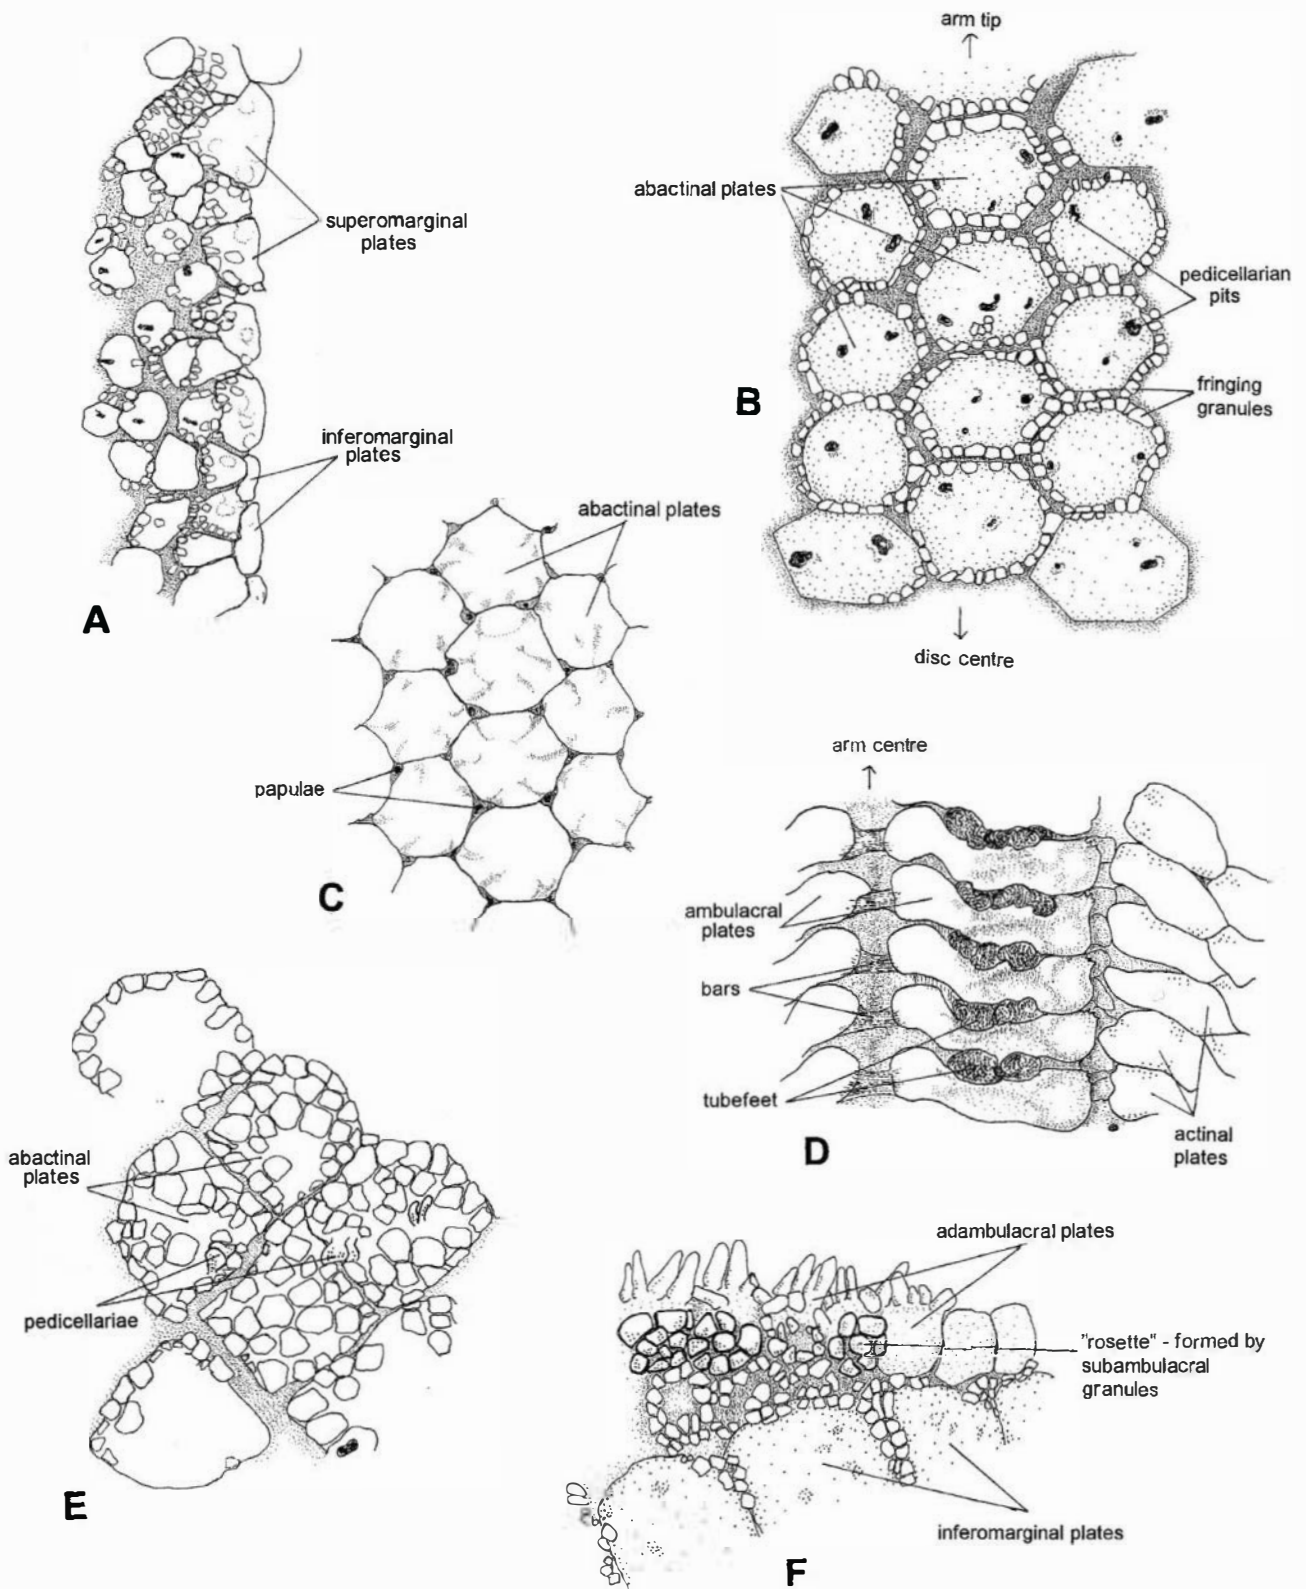 superomarginal
plates
inferomarginal
plates
A
arm tip
abactinal plates
pedicellarian
pits
fringing
granules
B
disc centre
abactinal plates
papulae
C
arm centre
ambulacral
plates
bars
tubefeet
actinal
plates
D
abactinal
plates
pedicellariae
E
adambulacral plates
"rosette" - formed by
subambulacral
granules
inferomarginal plates
F